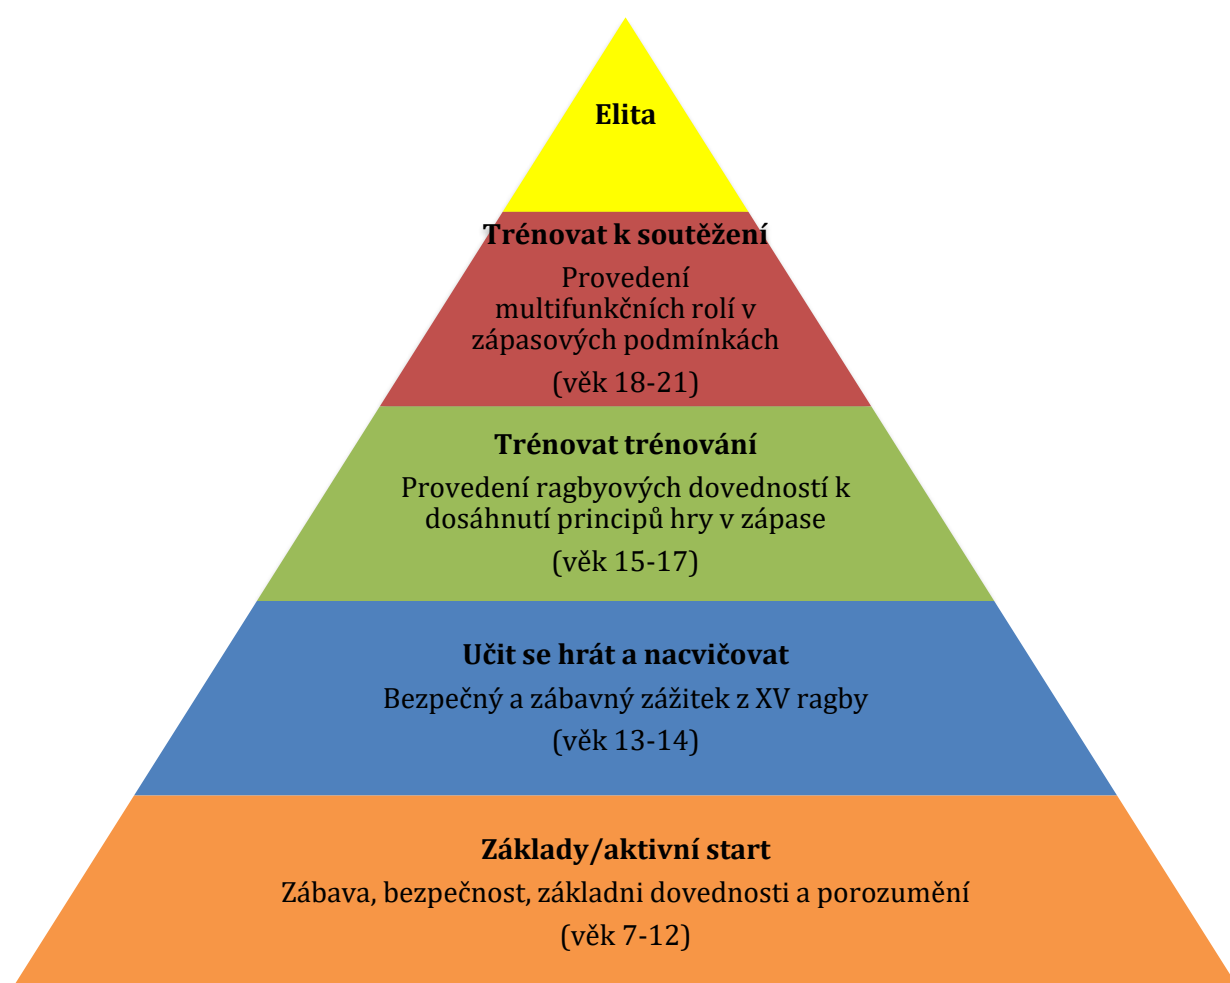 Elita
Trénovat k soutěžení
Provedení
multifunkčních rolí v
zápasových podmínkách
(věk 18-21)
Trénovat trénování
Provedení ragbyových dovedností k
dosáhnutí principů hry v zápase
(věk 15-17)
Učit se hrát a nacvičovat
Bezpečný a zábavný zážitek z XV ragby
(věk 13-14)
Základy/aktivní start
Zábava, bezpečnost, základni dovednosti a porozumění
(věk 7-12)